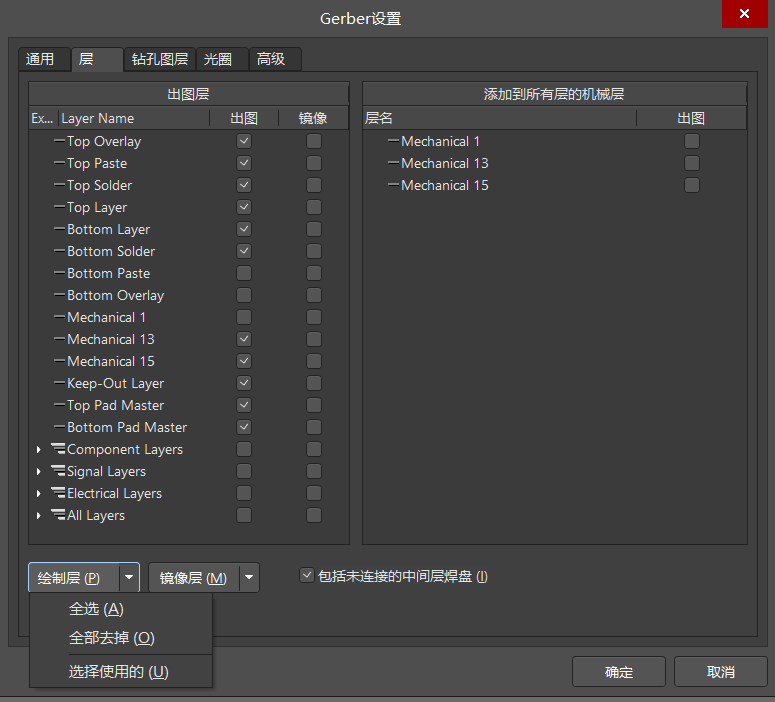 Gerber设置
通用 层 钻孔图层 光圈 高级
出图层
Ex... Layer Name 出图 镜像
Top Overlay
Top Paste
Top Solder
Top Layer
Bottom Layer
Bottom Solder
Bottom Paste
Bottom Overlay
Mechanical 1
Mechanical 13
Mechanical 15
Keep-Out Layer
Top Pad Master
Bottom Pad Master
Component Layers
Signal Layers
Electrical Layers
All Layers
添加到所有层的机械层
层名 出图
Mechanical 1
Mechanical 13
Mechanical 15
绘制层 (P) 镜像层 (M) 包括未连接的中间层焊盘 (I)
全选 (A)
全部去掉 (O)
选择使用的 (U)
确定 取消